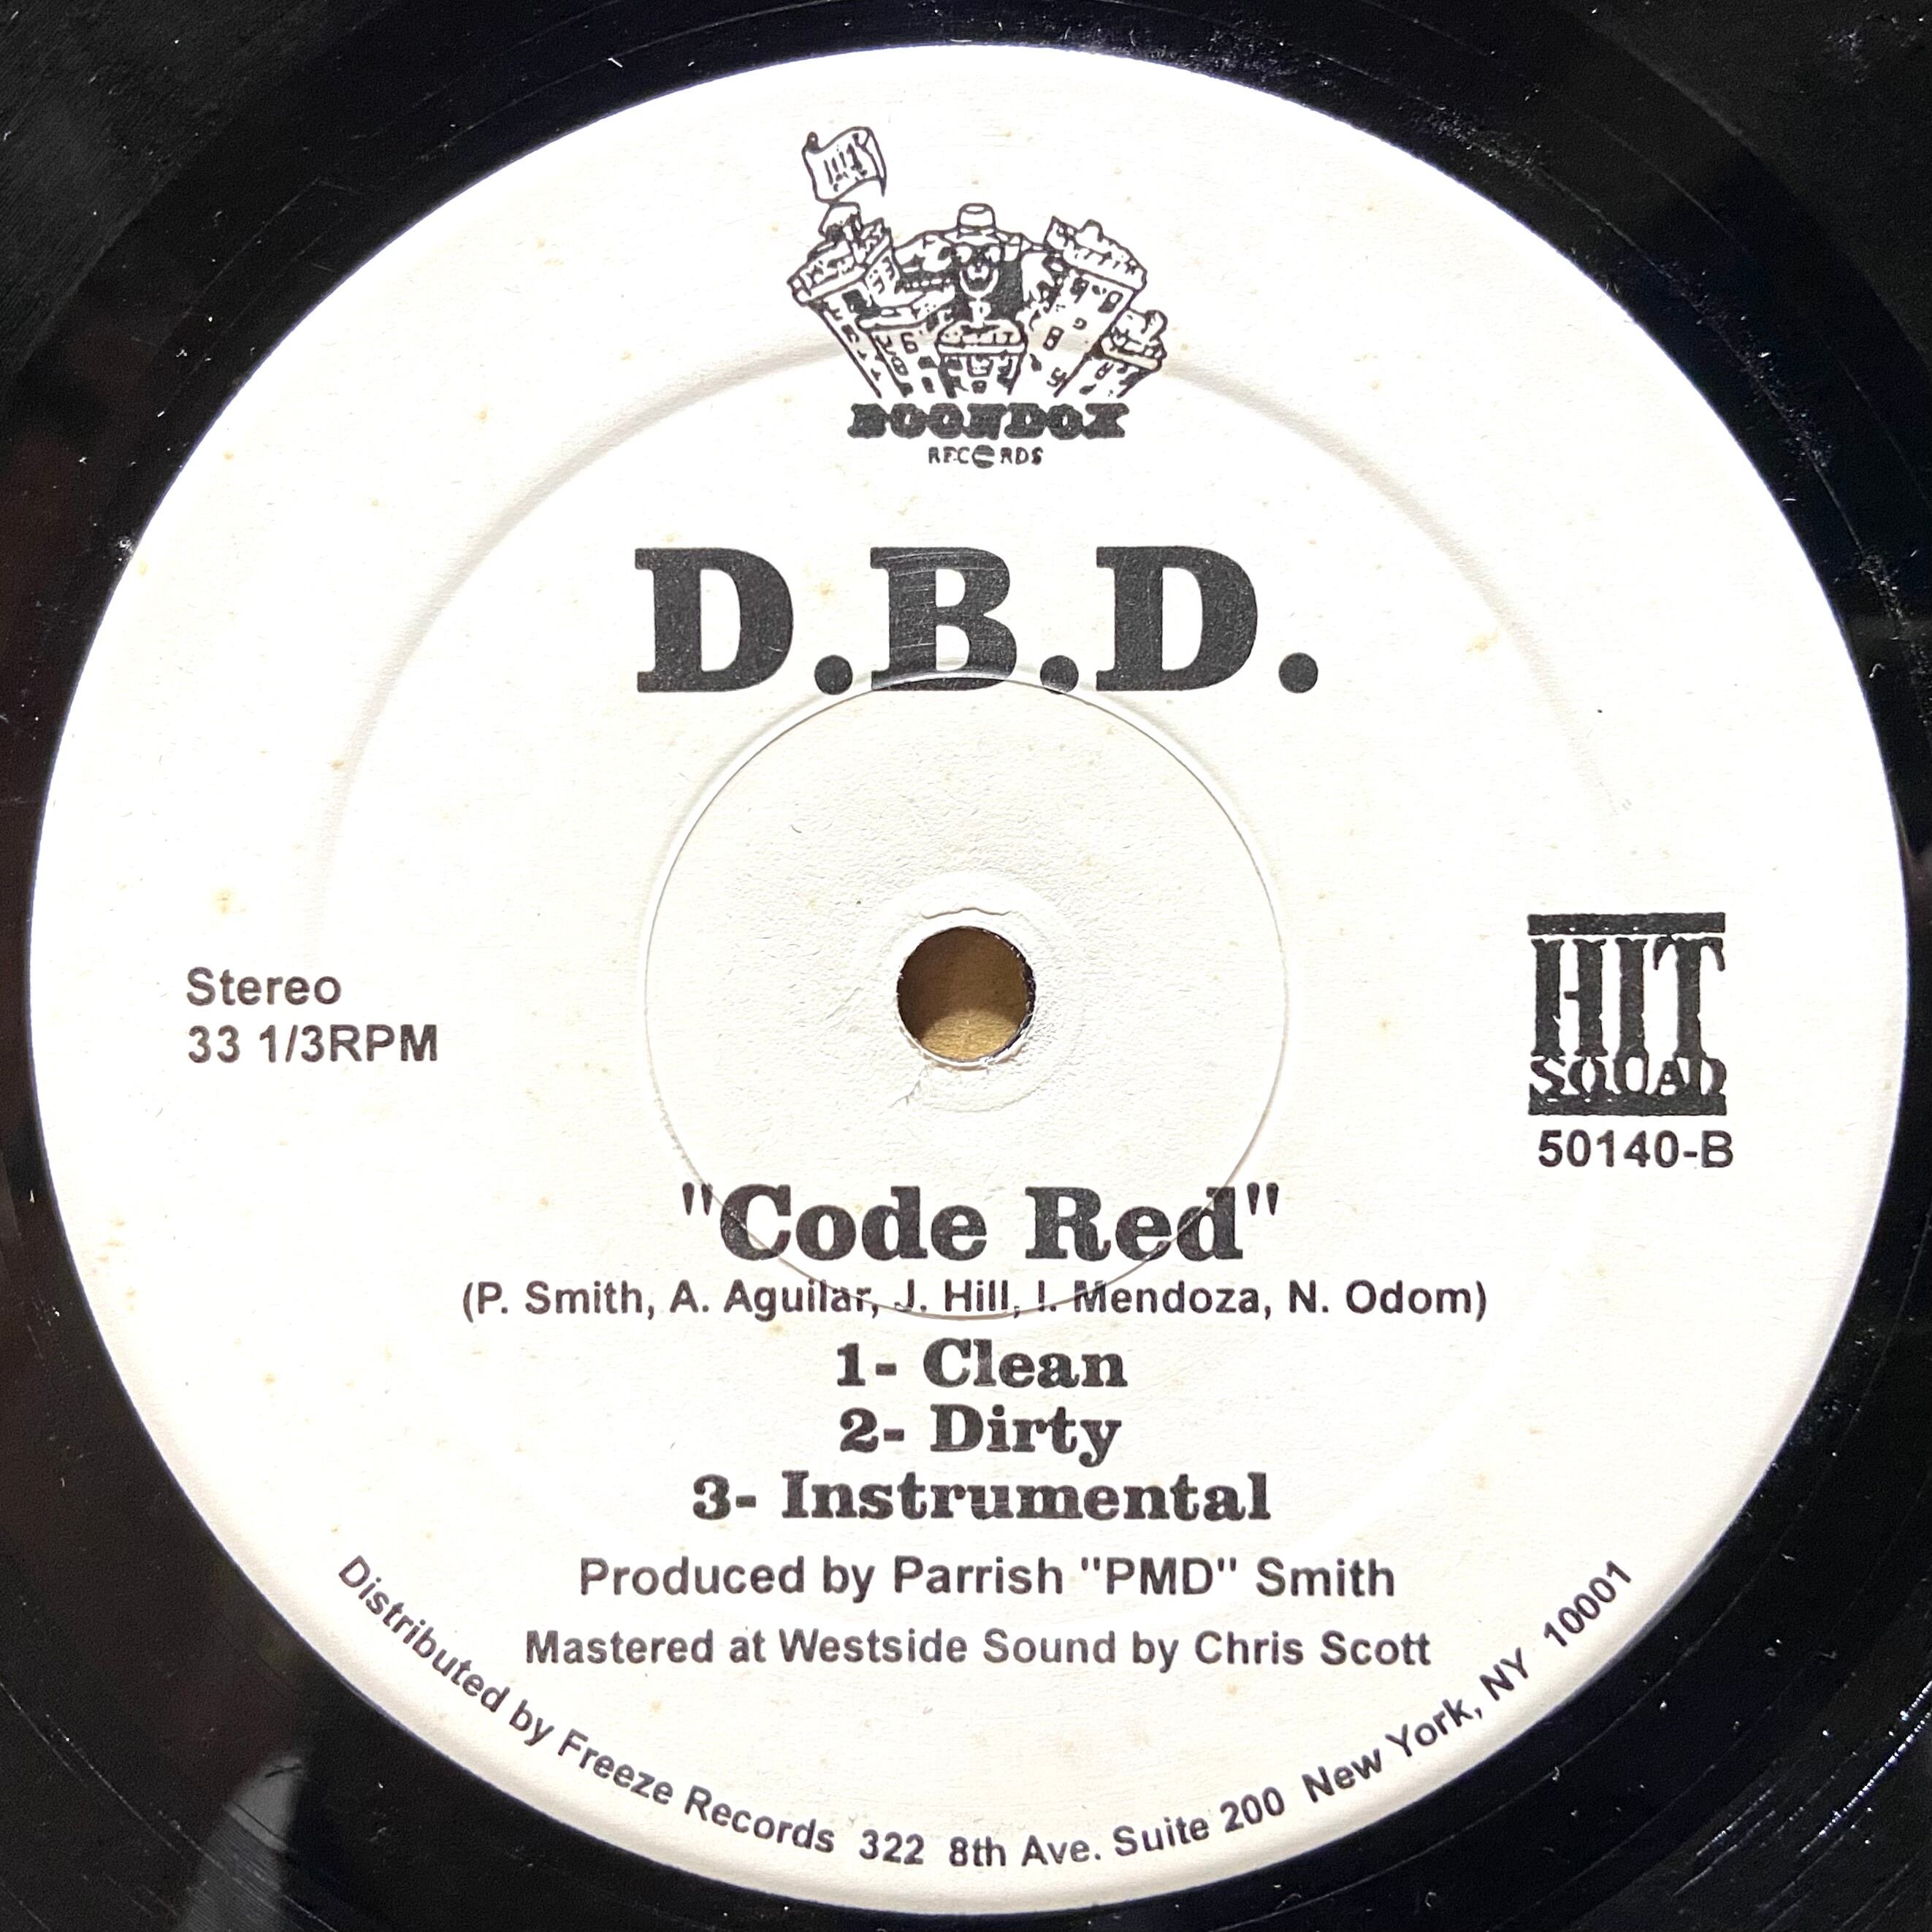 BOONDOX
RECORDS
D.B.D.
Stereo
33 1/3RPM
HIT
SQUAD
50140-B
"Code Red"
(P. Smith, A. Aguilar, J. Hill, I. Mendoza, N. Odom)
1- Clean
2- Dirty
3- Instrumental
Produced by Parrish "PMD" Smith
Mastered at Westside Sound by Chris Scott
Distributed by Freeze Records 322 8th Ave. Suite 200 New York, NY 10001